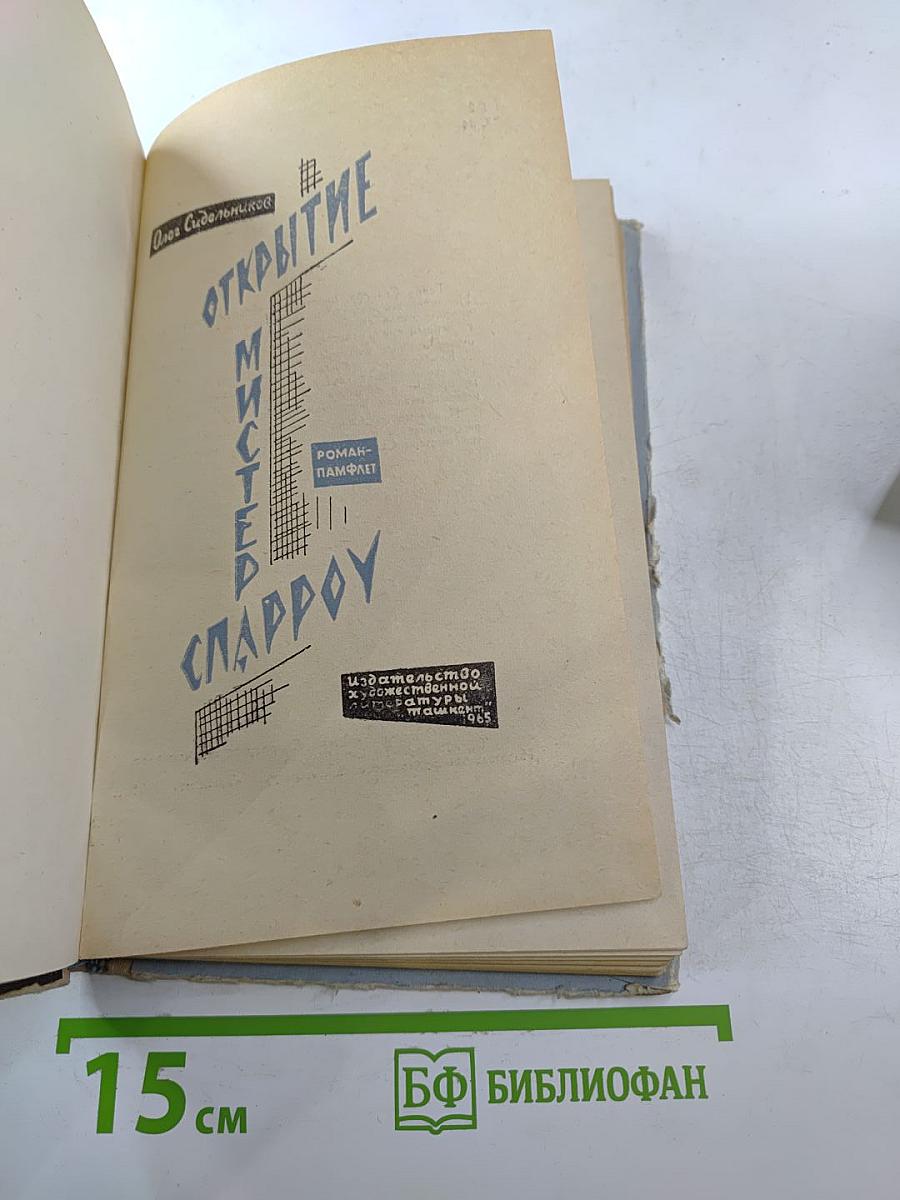 Олег Сидельников
ОТКРЫТИЕ
МИСТЕР
СПАРРОУ
РОМАН-
ПАМФЛЕТ
Издательство
художественной
литературы
Ташкент"
1965
15 см
БФ БИБЛИОФАН